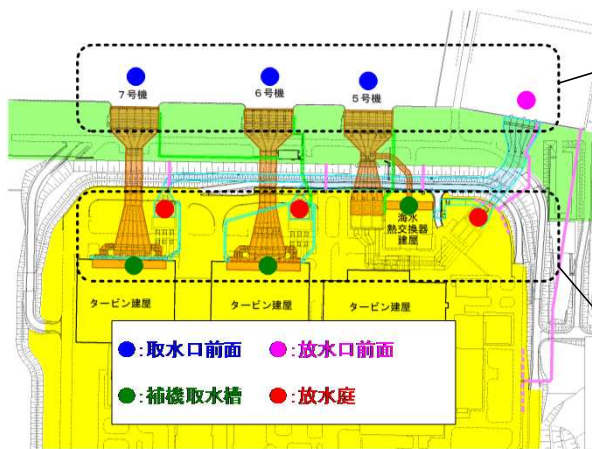 7号機
6号機
5号機
海水
熱交換器
建屋
タービン建屋
タービン建屋
タービン建屋
:取水口前面
:放水口前面
:補機取水槽
:放水庭